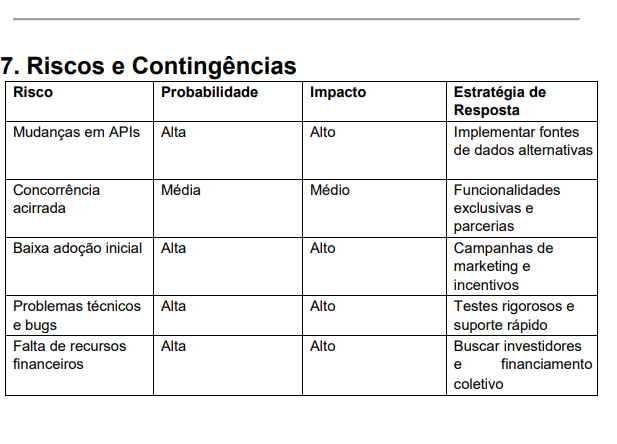 7. Riscos e Contingências
Risco Probabilidade Impacto Estratégia de
Resposta
Mudanças em APIs Alta Alto Implementar fontes
de dados alternativas
Concorrência Média Médio Funcionalidades
acirrada exclusivas e
parcerias
Baixa adoção inicial Alta Alto Campanhas de
marketing e
incentivos
Problemas técnicos Alta Alto Testes rigorosos e
e bugs suporte rápido
Falta de recursos Alta Alto Buscar investidores
financeiros e financiamento
coletivo